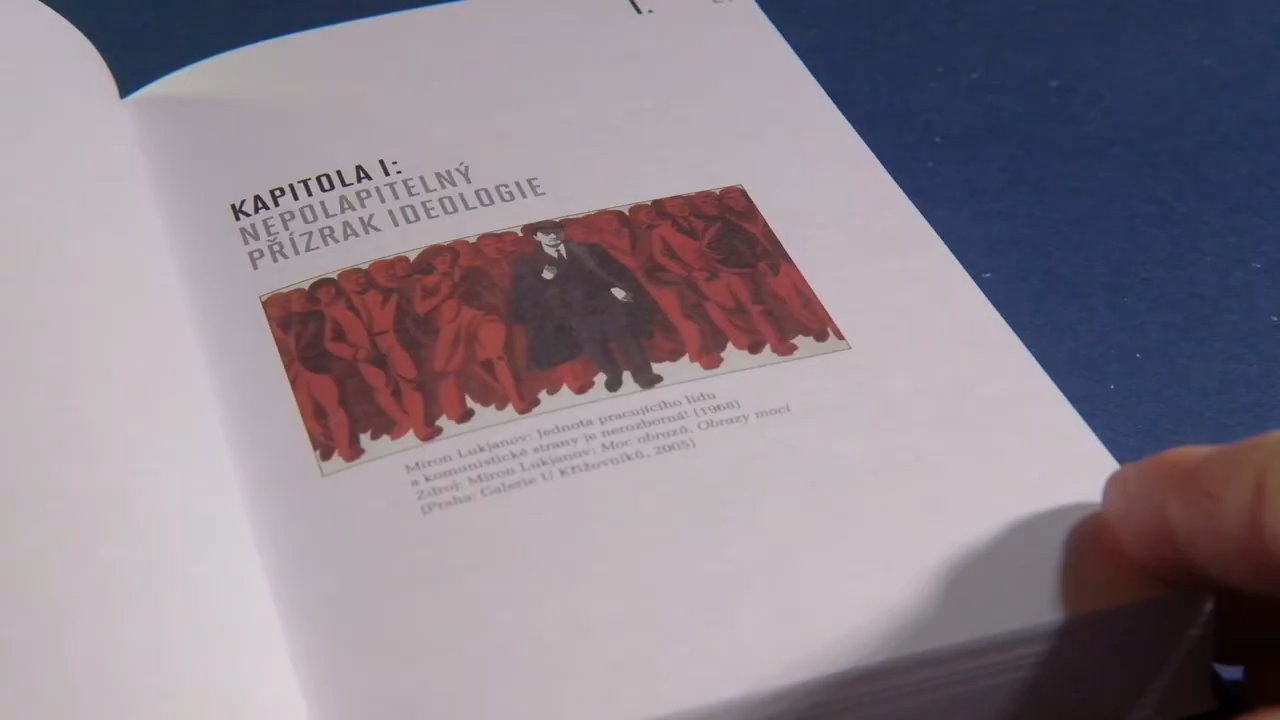 KAPITOLA I:
NEPOLAPITELNÝ
PŘÍZRAK IDEOLOGIE
Miron Lukjanov: Jednota pracujícího lidu
a komunistické strany je nerozborná! (1968)
Zdroj: Miron Lukjanov: Moc obrazů. Obrazy moci
(Praha: Galerie U Křižovníků, 2005)